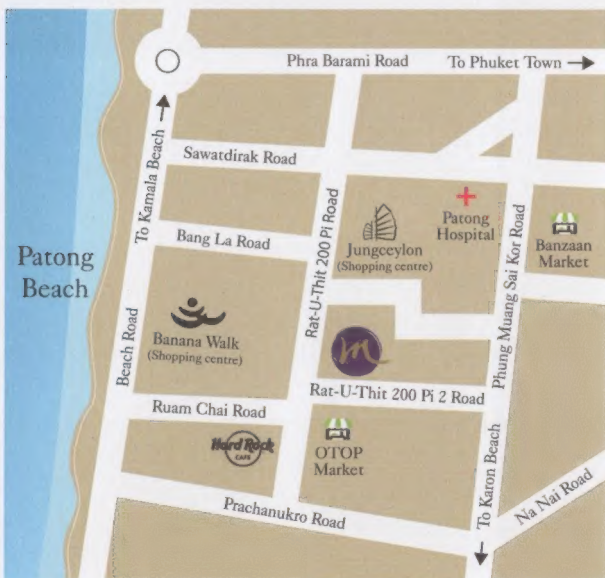 Phra Barami Road
To Phuket Town
Sawatdirak Road
To Kamala Beach
Rat-U-Thit 200 Pi Road
Patong
Hospital
Phung Muang Sai Kor Road
Banzaan
Market
Bang La Road
Jungceylon
(Shopping centre)
Patong
Beach
Beach Road
Banana Walk
(Shopping centre)
m
Rat-U-Thit 200 Pi 2 Road
Ruam Chai Road
Hard Rock
CAFE
OTOP
Market
To Karon Beach
Na Nai Road
Prachanukro Road